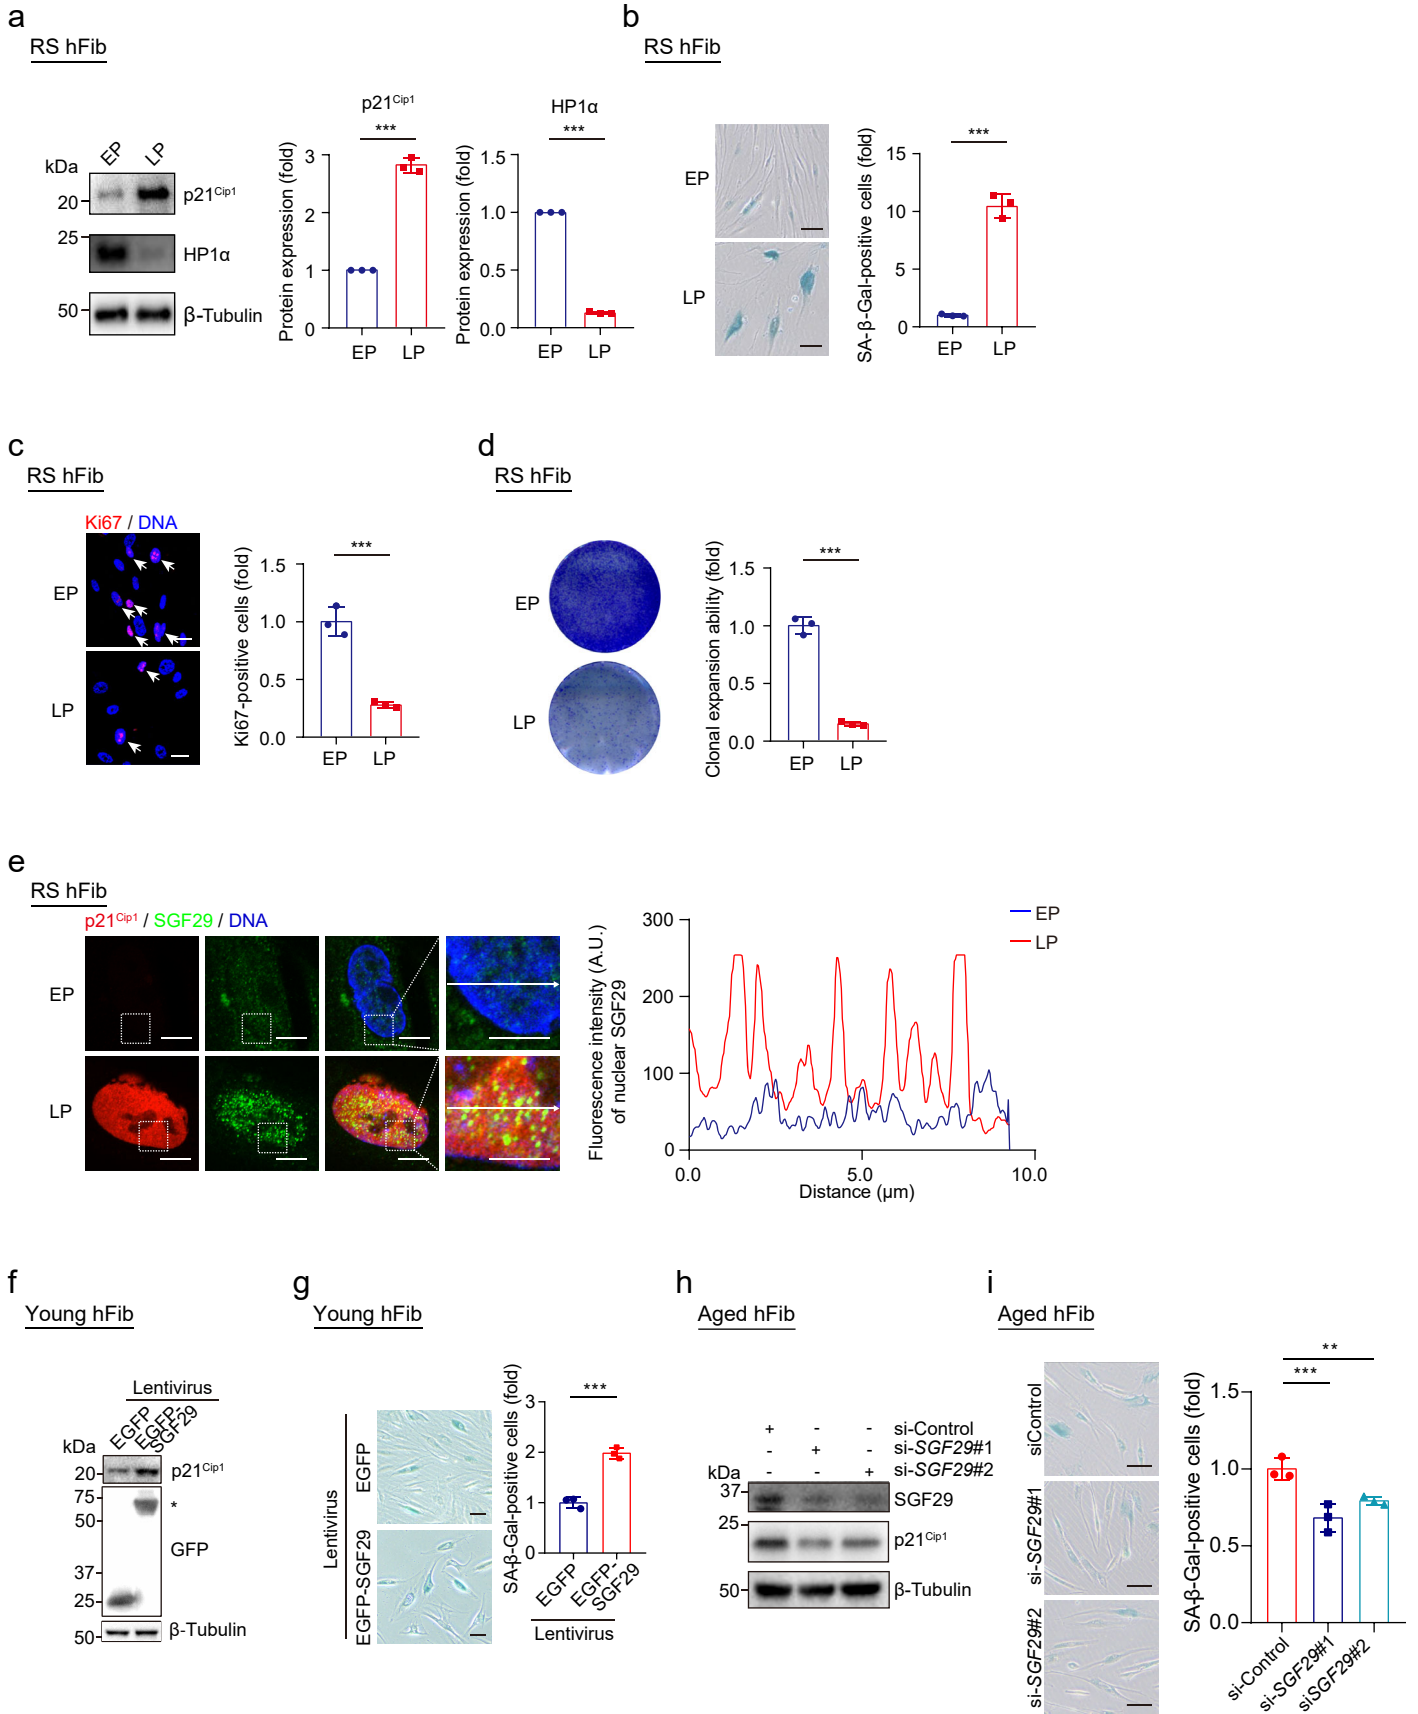 a
RS hFib
kDa
EP
LP
20
p21Cip1
25
HP1α
50
β-Tubulin
p21Cip1
***
Protein expression (fold)
3
2
1
0
EP
LP
HP1α
***
Protein expression (fold)
1.5
1.0
0.5
0.0
EP
LP
b
RS hFib
EP
LP
***
SA-β-Gal-positive cells (fold)
15
10
5
0
EP
LP
c
RS hFib
Ki67 / DNA
EP
LP
***
Ki67-positive cells (fold)
1.5
1.0
0.5
0.0
EP
LP
d
RS hFib
EP
LP
***
Clonal expansion ability (fold)
1.5
1.0
0.5
0.0
EP
LP
e
RS hFib
p21Cip1 / SGF29 / DNA
EP
LP
Fluorescence intensity (A.U.)
of nuclear SGF29
300
200
100
0
0.0
5.0
10.0
Distance (μm)
EP
LP
f
Young hFib
Lentivirus
EGFP
EGFP-
SGF29
kDa
20
p21Cip1
75
*
50
GFP
37
25
β-Tubulin
50
g
Young hFib
Lentivirus
EGFP
EGFP-SGF29
***
SA-β-Gal-positive cells (fold)
3
2
1
0
EGFP
EGFP-
SGF29
Lentivirus
h
Aged hFib
+ - - si-Control
- + - si-SGF29#1
- - + si-SGF29#2
kDa
37
SGF29
25
p21Cip1
50
β-Tubulin
i
Aged hFib
siControl
si-SGF29#1
si-SGF29#2
**
***
SA-β-Gal-positive cells (fold)
1.5
1.0
0.5
0.0
si-Control
si-SGF29#1
siSGF29#2